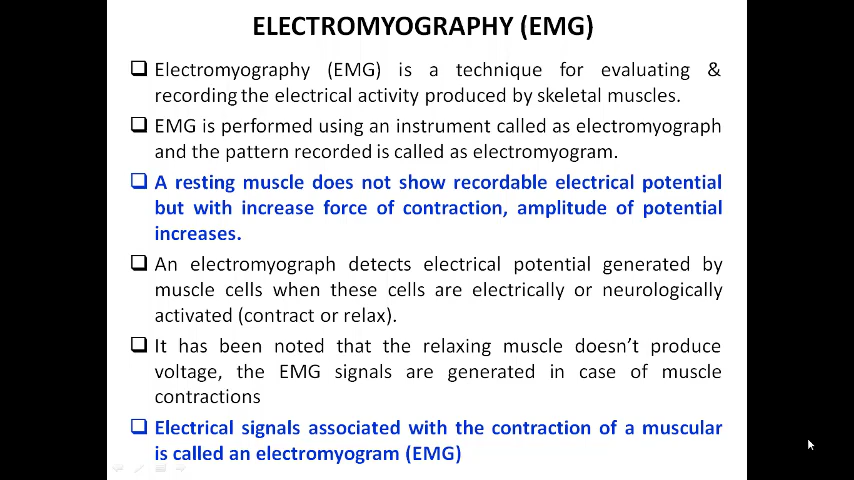 ELECTROMYOGRAPHY (EMG)
Electromyography (EMG) is a technique for evaluating &
recording the electrical activity produced by skeletal muscles.
EMG is performed using an instrument called as electromyograph
and the pattern recorded is called as electromyogram.
A resting muscle does not show recordable electrical potential
but with increase force of contraction, amplitude of potential
increases.
An electromyograph detects electrical potential generated by
muscle cells when these cells are electrically or neurologically
activated (contract or relax).
It has been noted that the relaxing muscle doesn't produce
voltage, the EMG signals are generated in case of muscle
contractions
Electrical signals associated with the contraction of a muscular
is called an electromyogram (EMG)